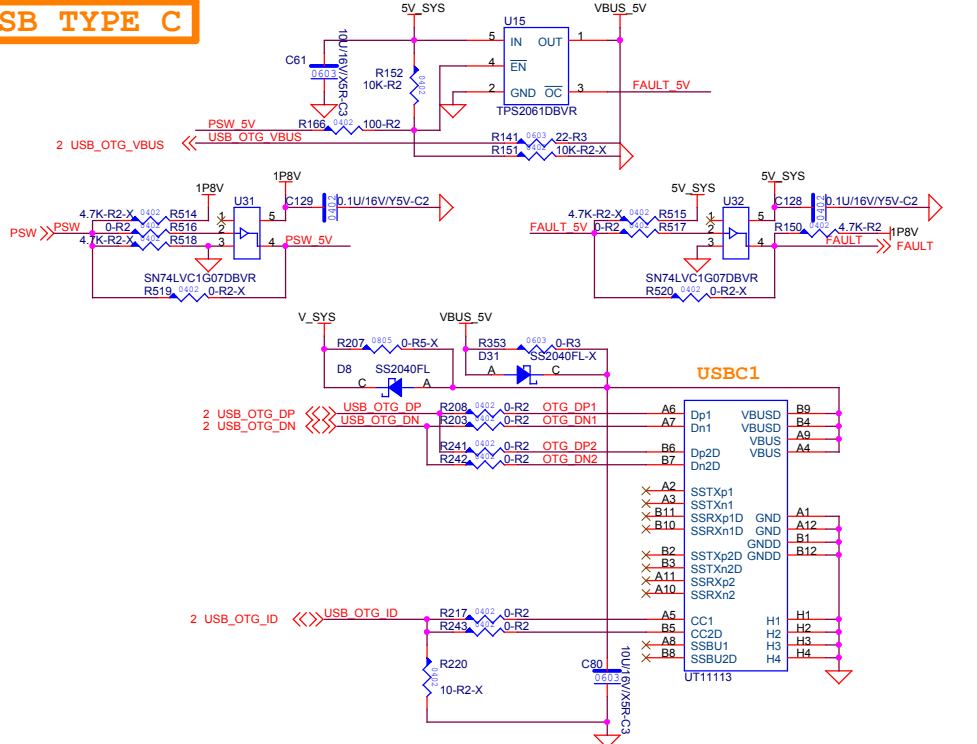 SB TYPE C
5V_SYS
VBUS_5V
U15
5 IN OUT 1
4 EN
2 GND OC 3
FAULT_5V
TPS2061DBVR
C61
0603
10U/16V/X5R-C3
R152
10K-R2
0402
PSW_5V
R166 0402 100-R2
2 USB_OTG_VBUS
USB_OTG_VBUS
R141 0603 22-R3
R151 0402 10K-R2-X
1P8V
1P8V
U31
C129
0402
0.1U/16V/Y5V-C2
4.7K-R2-X 0402 R514
0-R2 0402 R516
4.7K-R2-X 0402 R518
PSW
PSW
1
2
3
5
4
PSW_5V
SN74LVC1G07DBVR
R519 0402 0-R2-X
5V_SYS
5V_SYS
U32
C128
0402
0.1U/16V/Y5V-C2
4.7K-R2-X 0402 R515
FAULT_5V
0-R2 0402 R517
1
2
3
5
4
R150 0402 4.7K-R2
1P8V
FAULT
FAULT
SN74LVC1G07DBVR
R520 0402 0-R2-X
V_SYS
VBUS_5V
R207 0805 0-R5-X
R353 0603 0-R3
D8 SS2040FL
C A
D31 SS2040FL-X
A C
USBC1
2 USB_OTG_DP
USB_OTG_DP
R208 0402 0-R2 OTG_DP1
2 USB_OTG_DN
USB_OTG_DN
R203 0402 0-R2 OTG_DN1
R241 0402 0-R2 OTG_DP2
R242 0402 0-R2 OTG_DN2
A6 Dp1
A7 Dn1
B6 Dp2D
B7 Dn2D
VBUSD B9
VBUSD B4
VBUS A9
VBUS A4
A2 SSTXp1
A3 SSTXn1
B11 SSRXp1D
B10 SSRXn1D
B2 SSTXp2D
B3 SSTXn2D
A11 SSRXp2
A10 SSRXn2
GND A1
GND A12
GNDD B1
GNDD B12
2 USB_OTG_ID
USB_OTG_ID
R217 0402 0-R2
R243 0402 0-R2
A5 CC1
B5 CC2D
A8 SSBU1
B8 SSBU2D
H1 H1
H2 H2
H3 H3
H4 H4
UT11113
R220
0402
10-R2-X
C80
0603
10U/16V/X5R-C3